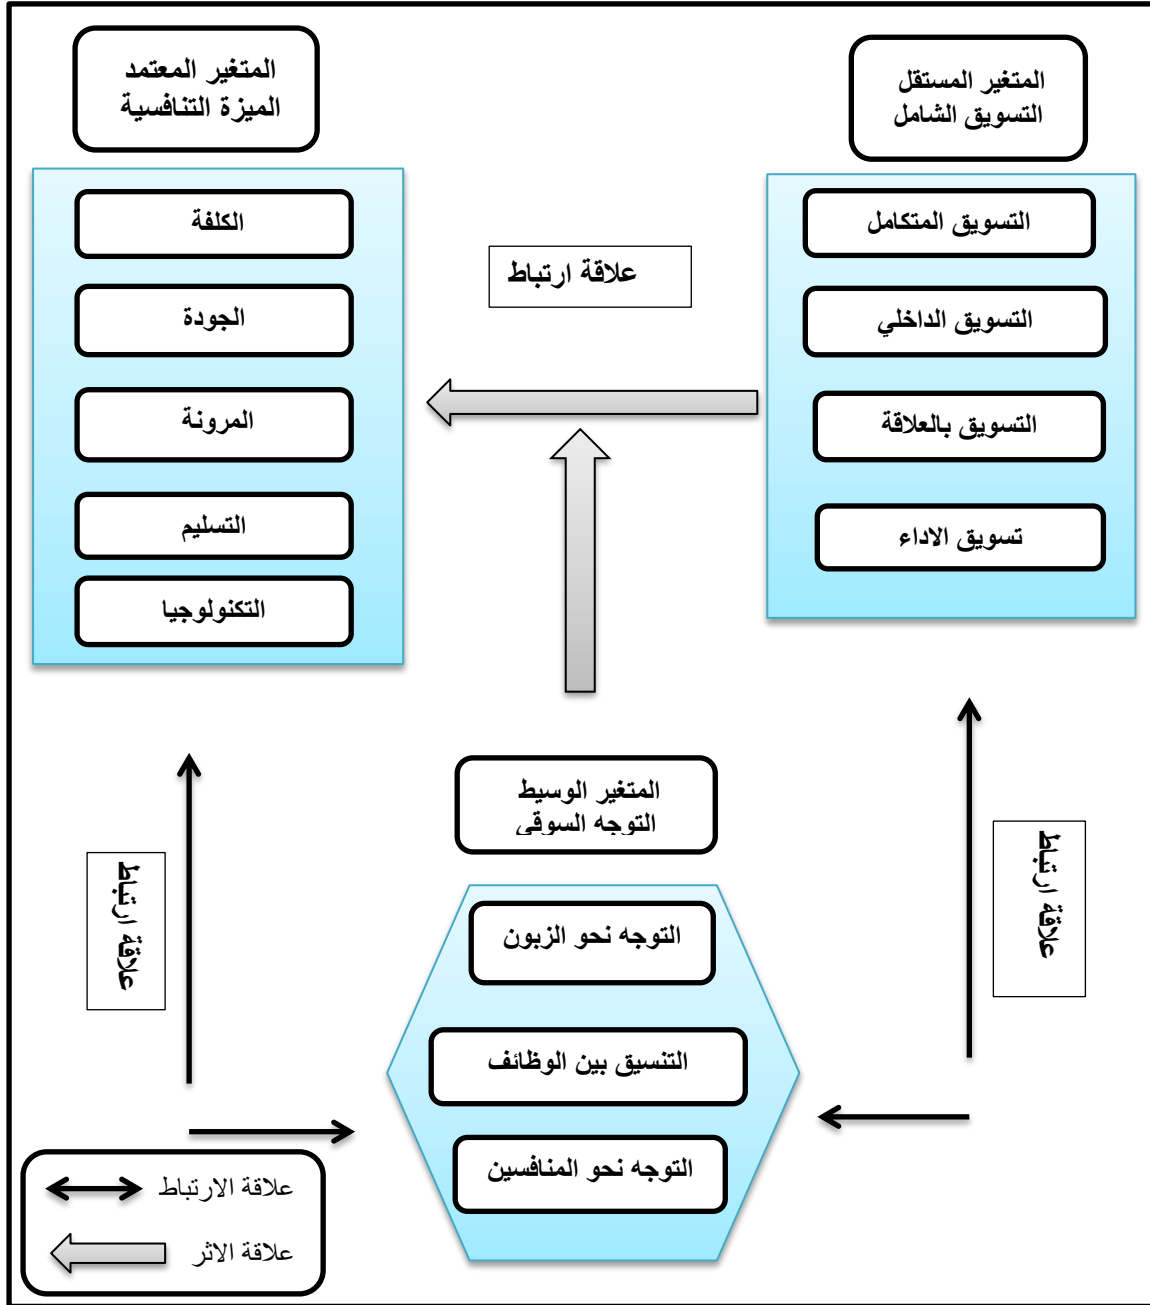 المتغير المستقل
التسويق الشامل
التسويق المتكامل
التسويق الداخلي
التسويق بالعلاقة
تسويق الاداء
علاقة ارتباط
المتغير المعتمد
الميزة التنافسية
الكلفة
الجودة
المرونة
التسليم
التكنولوجيا
علاقة ارتباط
المتغير الوسيط
التوجه السوقي
علاقة ارتباط
التوجه نحو الزبون
التنسيق بين الوظائف
التوجه نحو المنافسين
علاقة الارتباط
علاقة الاثر